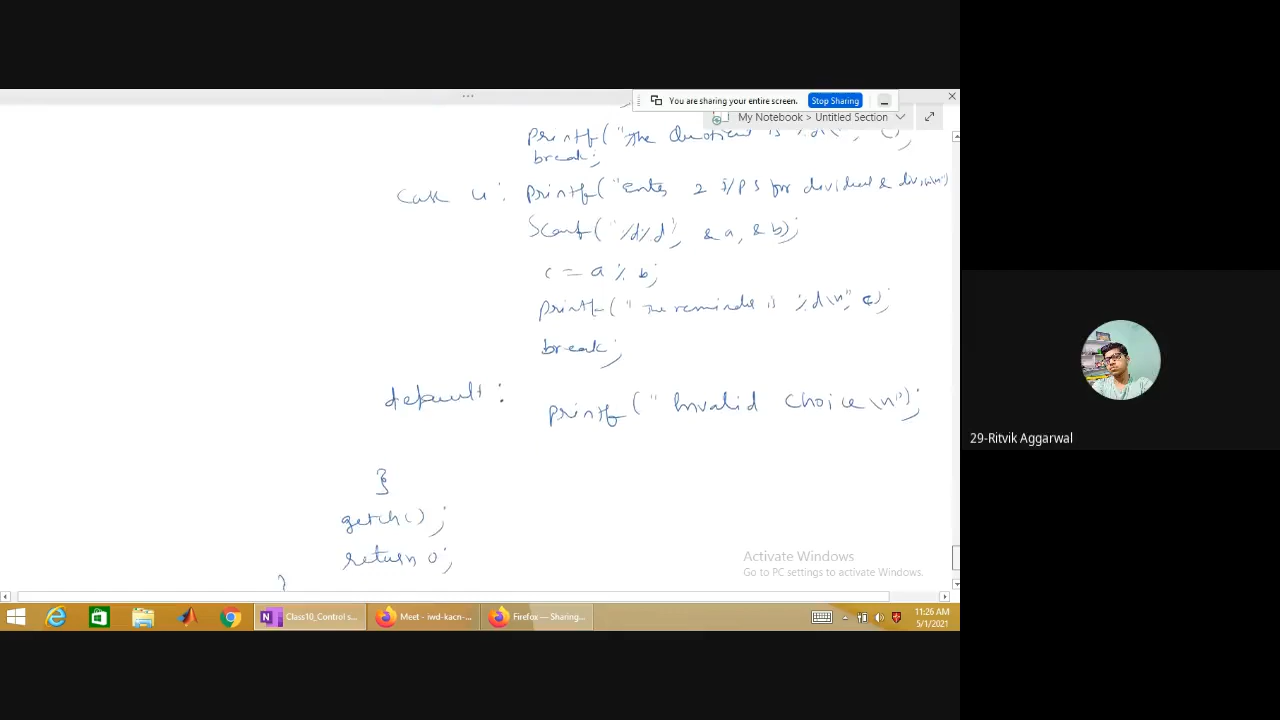 You are sharing your entire screen. Stop Sharing
My Notebook > Untitled Section
printf("The Quotient is %d\n", c);
break;
case 4: printf("Enter 2 i/ps for dividend &
scanf("%d%d", &a, &b);
c = a % b;
printf("The reminder is %d\n", c);
break;
default: printf("Invalid choice\n");
}
getch();
return 0;
}
29-Ritvik Aggarwal
Activate Windows
Go to PC settings to activate Windows.
Class10_Control s...
Meet - iwd-kacn-...
Firefox — Sharing...
11:26 AM
5/1/2021